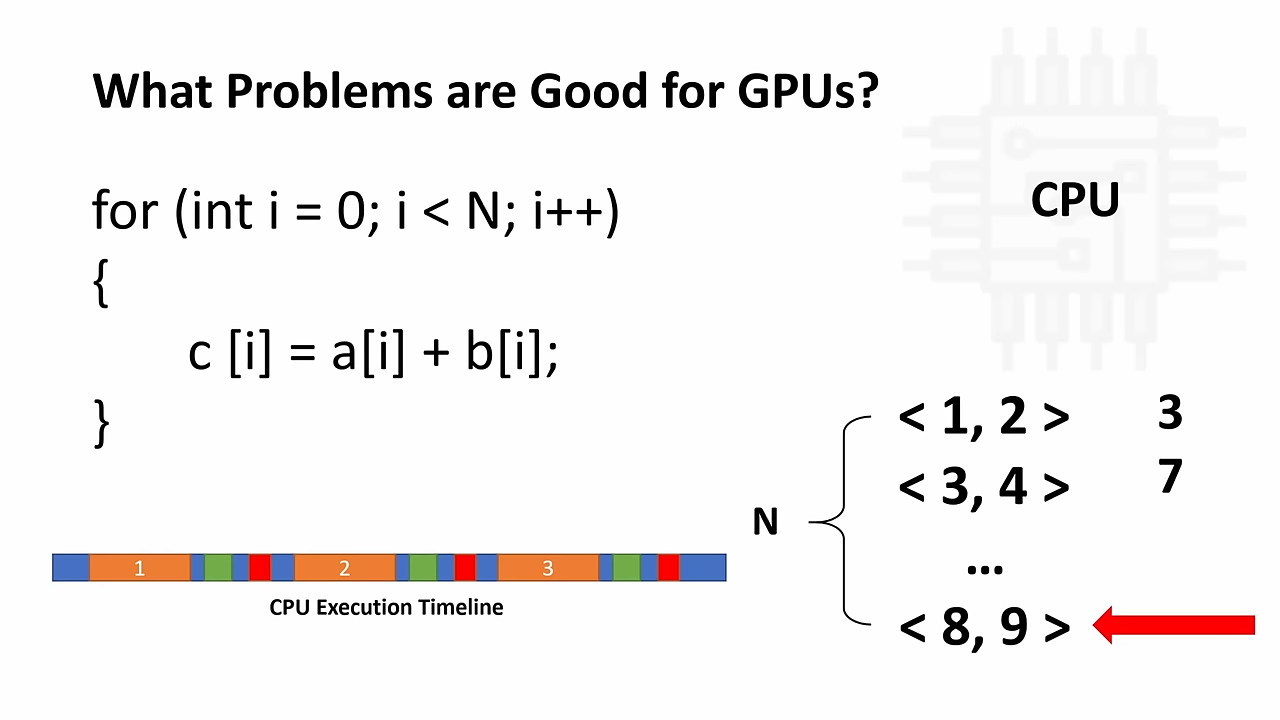 What Problems are Good for GPUs?
CPU
for (int i = 0; i < N; i++)
{
c [i] = a[i] + b[i];
}
< 1, 2 > 3
< 3, 4 > 7
N
...
< 8, 9 >
1 2 3
CPU Execution Timeline